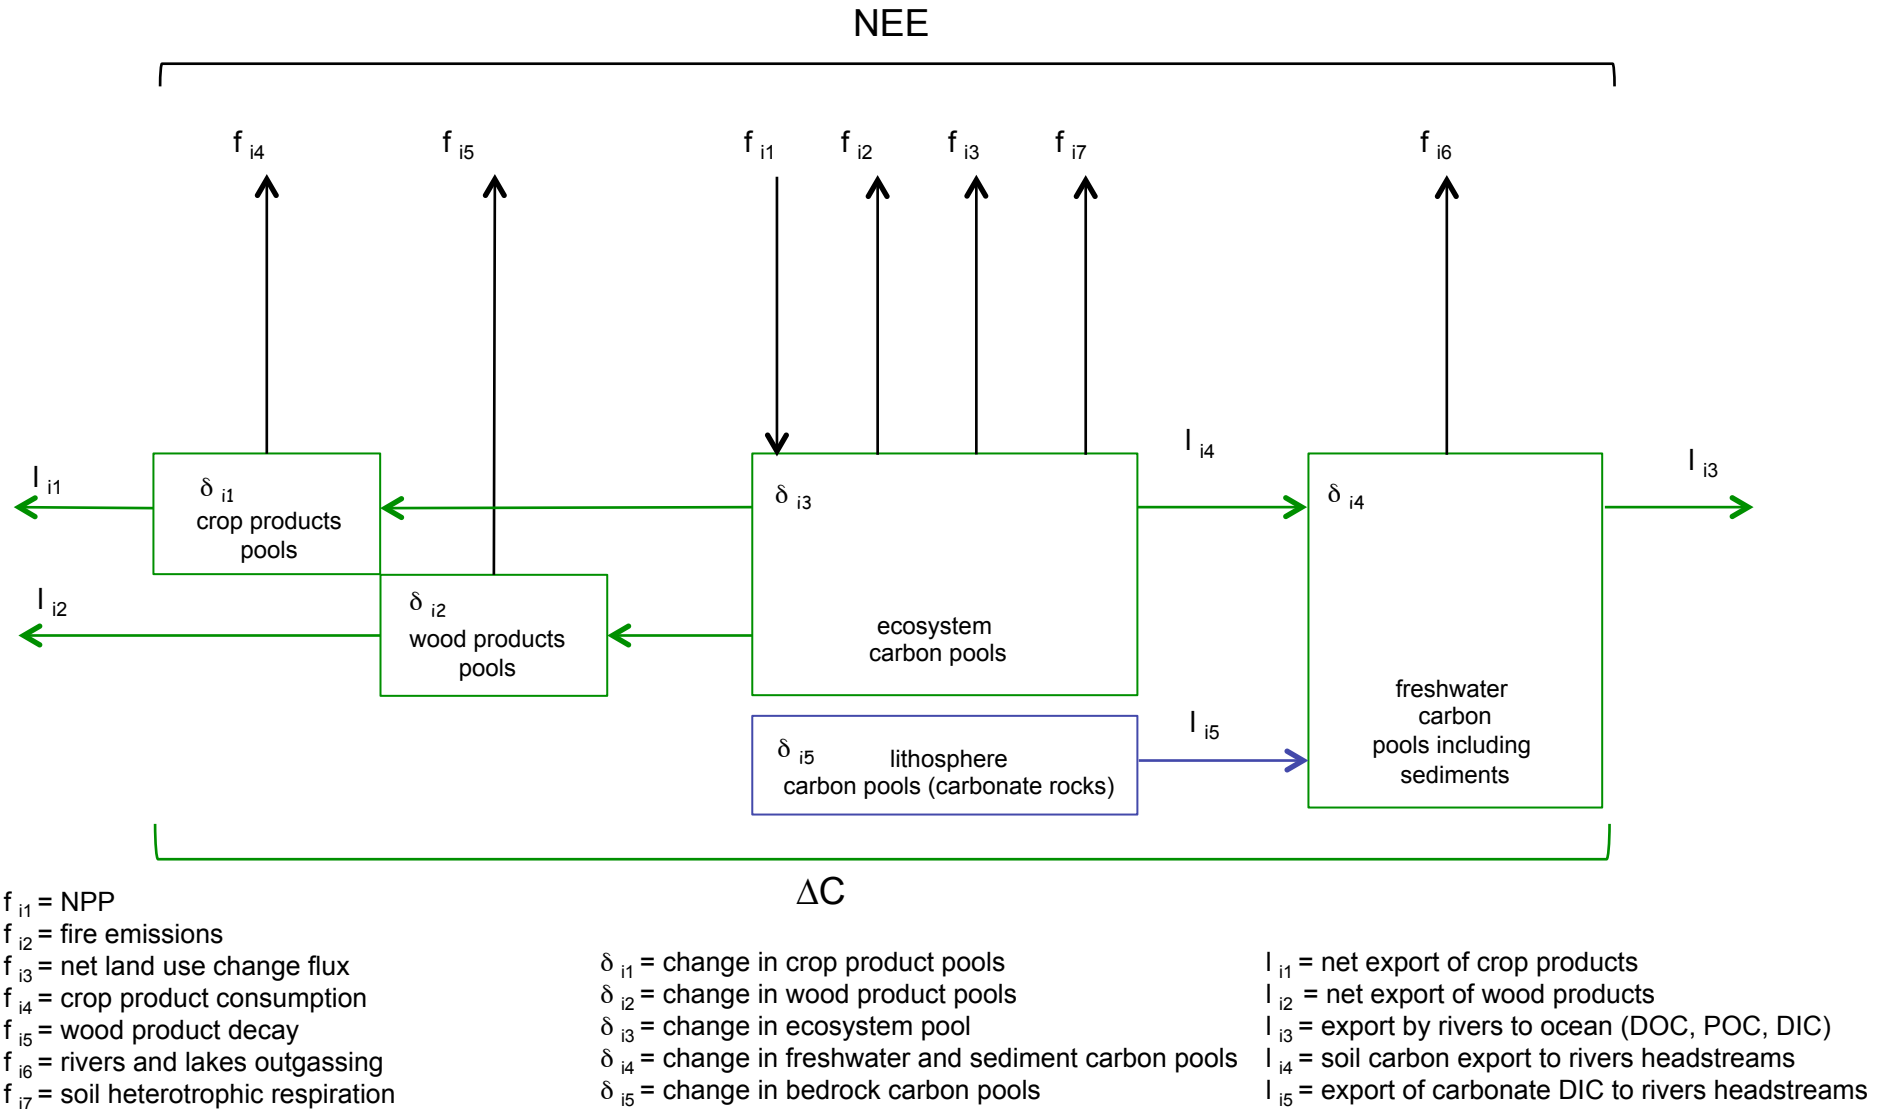 NEE
f i4
f i5
f i1
f i2
f i3
f i7
f i6
l i1
δ i1
crop products
pools
l i2
δ i2
wood products
pools
δ i3
ecosystem
carbon pools
l i4
δ i4
freshwater
carbon
pools including
sediments
l i3
δ i5 lithosphere
carbon pools (carbonate rocks)
l i5
ΔC
f i1 = NPP
f i2 = fire emissions
f i3 = net land use change flux
f i4 = crop product consumption
f i5 = wood product decay
f i6 = rivers and lakes outgassing
f i7 = soil heterotrophic respiration
δ i1 = change in crop product pools
δ i2 = change in wood product pools
δ i3 = change in ecosystem pool
δ i4 = change in freshwater and sediment carbon pools
δ i5 = change in bedrock carbon pools
l i1 = net export of crop products
l i2 = net export of wood products
l i3 = export by rivers to ocean (DOC, POC, DIC)
l i4 = soil carbon export to rivers headstreams
l i5 = export of carbonate DIC to rivers headstreams